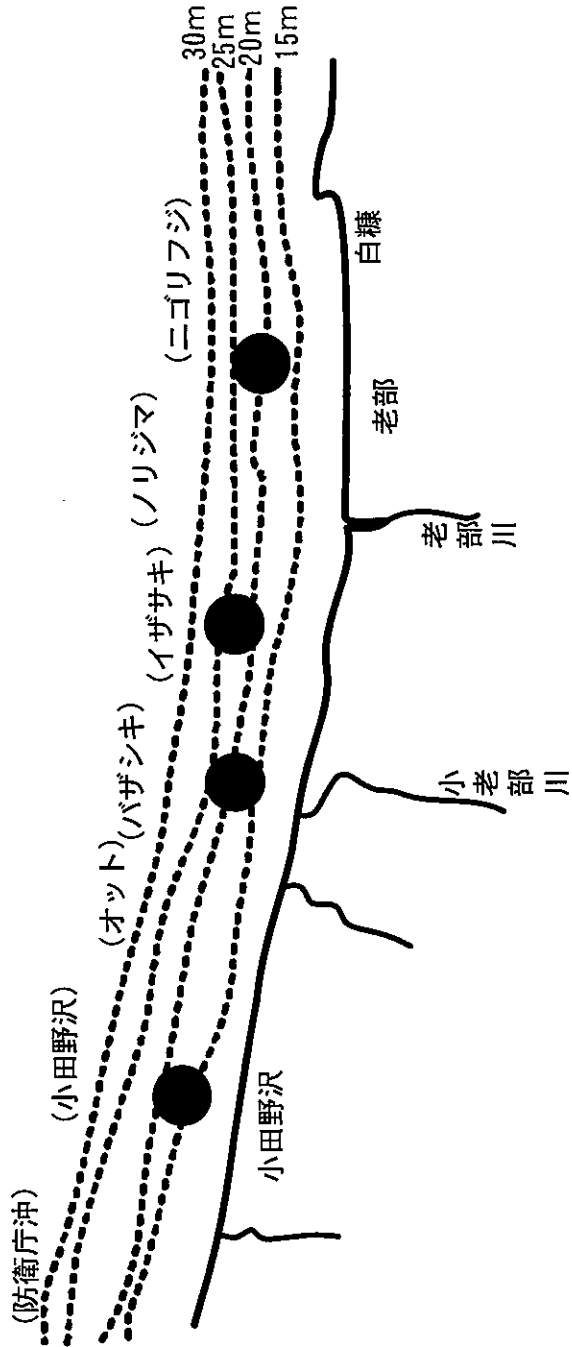 (防衛庁沖)
(小田野沢)
(オット)
(バザシキ)
(イザサキ)
(ノリジマ)
(ニゴリフジ)
30m
25m
20m
15m
小田野沢
小老部川
老部川
老部
白糠